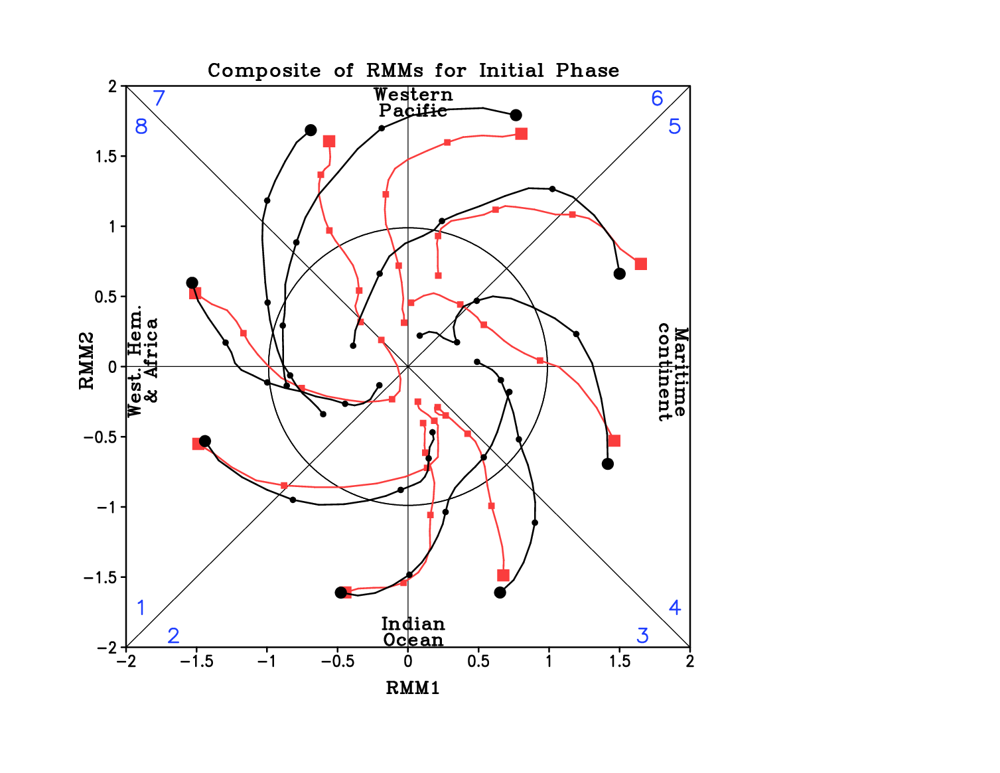 Composite of RMMs for Initial Phase
2
7
Western
6
Pacific
8
5
1.5
1
0.5
RMM2
0
West. Hem.
& Africa
Maritime
continent
−0.5
−1
−1.5
1
Indian
4
2
Ocean
3
−2
−2 −1.5 −1 −0.5 0 0.5 1 1.5 2
RMM1